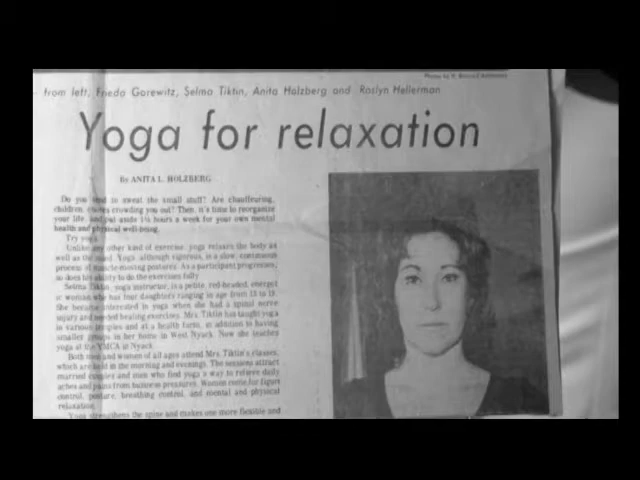 from left, Frieda Gorewitz, Selma Tiktin, Anita Holzberg and Roslyn Hellerman
Yoga for relaxation
By ANITA L. HOLZBERG
Do you tend to sweat the small stuff? Are chauffeuring,
children, crowding you out? Then, it's time to reorganize
your life, and put aside 1½ hours a week for your own mental
health and physical well-being.
Try yoga.
Unlike any other kind of exercise, yoga relaxes the body as
well as the mind. Yoga, although vigorous, is a slow, continuous
process of muscle-moving postures. As a participant progresses,
so does his ability to do the exercises fully.
Selma Tiktin, yoga instructor, is a petite, red-headed, energet
ic woman who has four daughters ranging in age from 13 to 19.
She became interested in yoga when she had a spinal nerve
injury and needed healing exercises. Mrs. Tiktin has taught yoga
in various temples and at a health farm, in addition to having
smaller groups in her home in West Nyack. Now she teaches
yoga at the YMCA in Nyack.
Both men and women of all ages attend Mrs. Tiktin's classes,
which are held in the morning and evenings. The sessions attract
married couples and men who find yoga a way to relieve daily
aches and pains from business pressures. Women come for figure
control, posture, breathing control, and mental and physical
relaxation.
Yoga strengthens the spine and makes one more flexible and